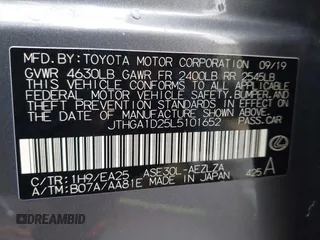 MFD.BY: TOYOTA MOTOR CORPORATION 09/19
GVWR 4630LB GAWR FR 2400LB RR 2545LB
THIS VEHICLE CONFORMS TO ALL APPLICABLE
FEDERAL MOTOR VEHICLE SAFETY, BUMPER, AND
THEFT PREVENTION STANDARDS IN EFFECT ON
THE DATE OF MANUFACTURE SHOWN ABOVE.
JTHGA1D25L5101652 PASS.CAR
C/TR: 1H9/EA25 ASE30L-AEZLZA
A/TM: B07A/AA81E MADE IN JAPAN 425 A
DREAMBID